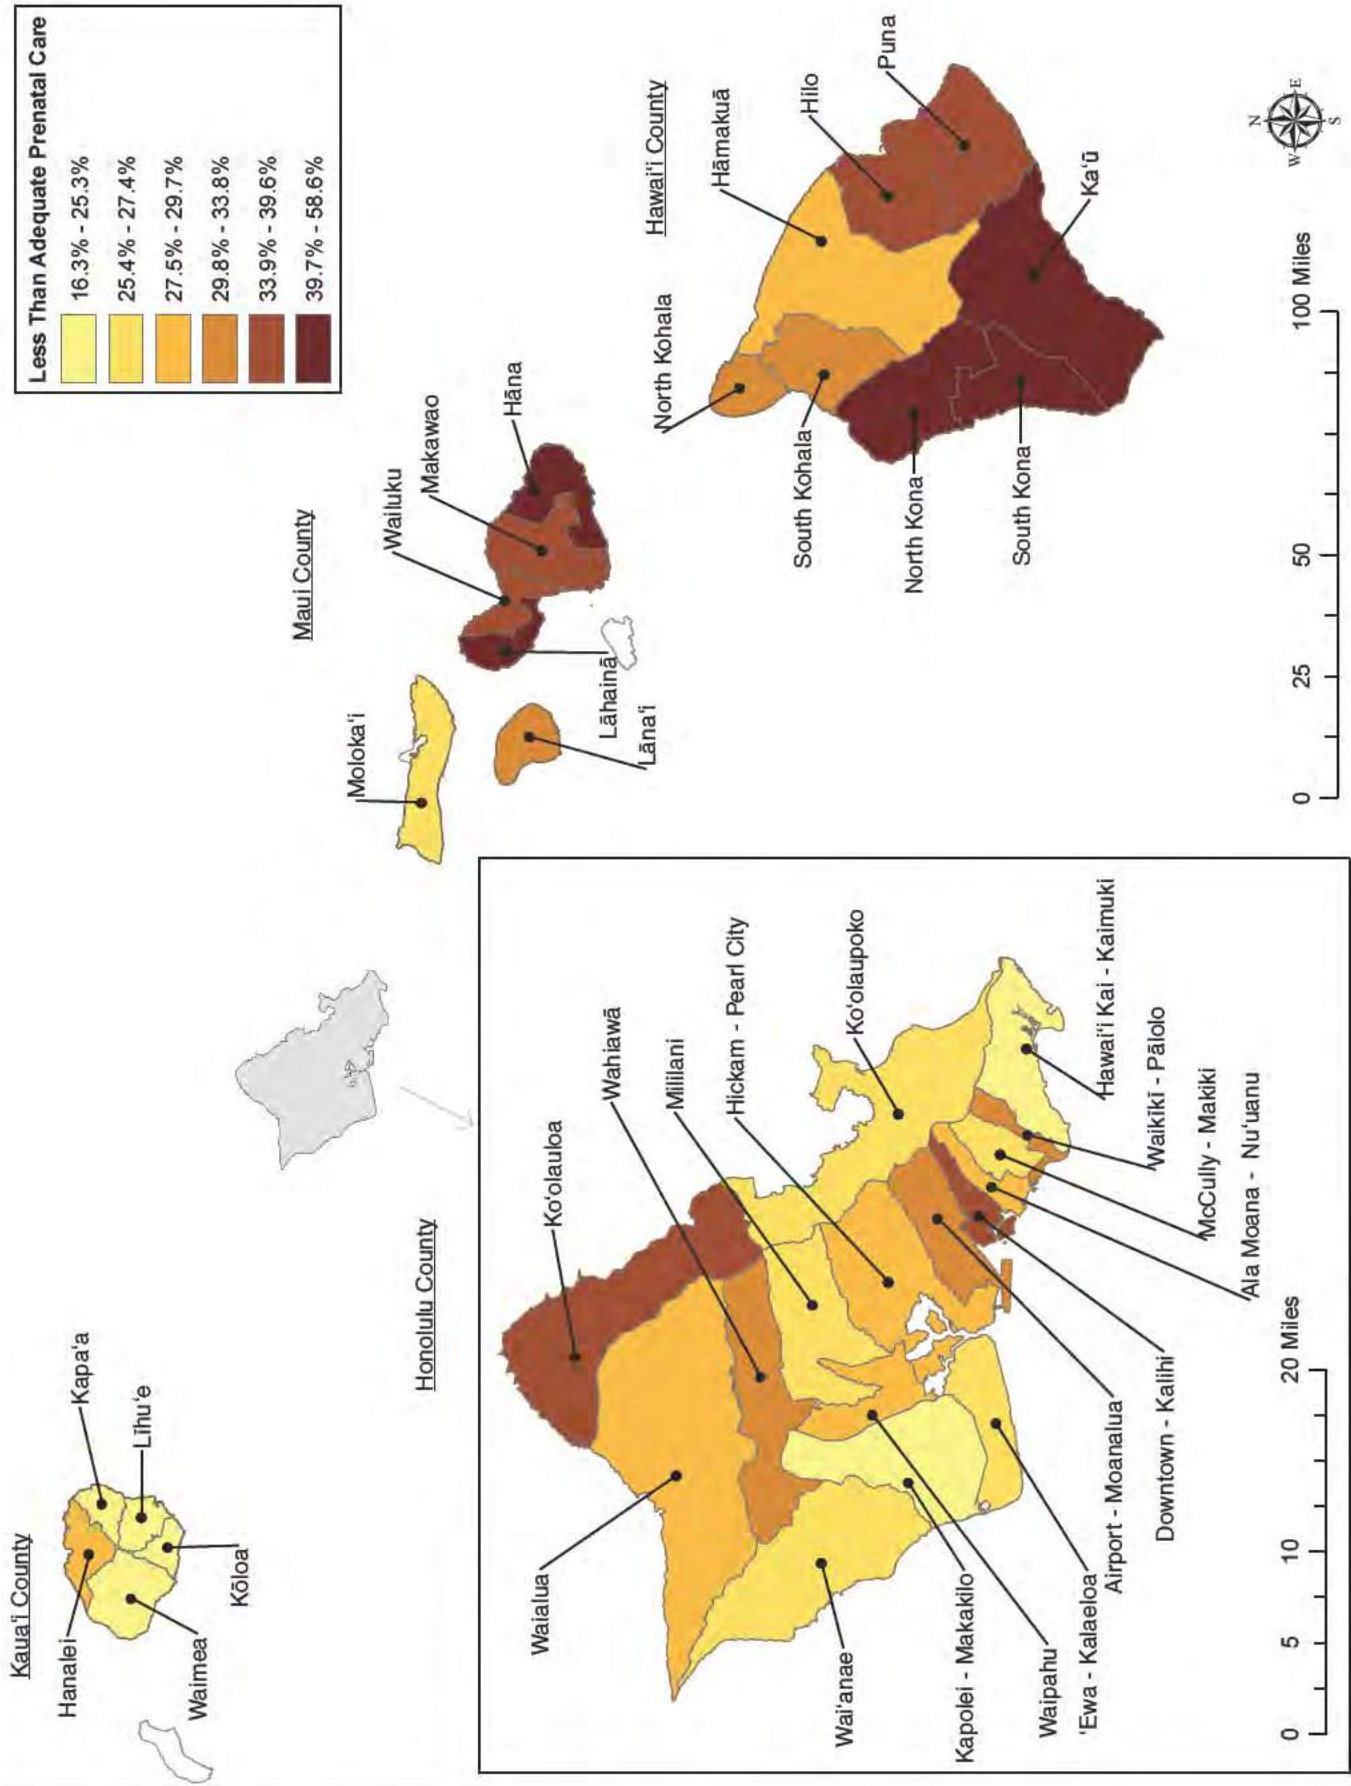 Less Than Adequate Prenatal Care
16.3% - 25.3%
25.4% - 27.4%
27.5% - 29.7%
29.8% - 33.8%
33.9% - 39.6%
39.7% - 58.6%
Kaua'i County
Hanalei
Kapa'a
Līhu'e
Waimea
Kōloa
Honolulu County
Maui County
Moloka'i
Wailuku
Makawao
Hāna
Lāhainā
Lāna'i
Hawai'i County
North Kohala
Hāmakuā
Hilo
Puna
South Kohala
North Kona
South Kona
Ka'ū
Waialua
Ko'olauloa
Wahiawā
Mililani
Hickam - Pearl City
Ko'olaupoko
Wai'anae
Kapolei - Makakilo
Waipahu
'Ewa - Kalaeloa
Airport - Moanalua
Downtown - Kalihi
Ala Moana - Nu'uanu
McCully - Makiki
Waikīkī - Pālolo
Hawai'i Kai - Kaimuki
0 5 10 20 Miles
0 25 50 100 Miles
N
W E
S